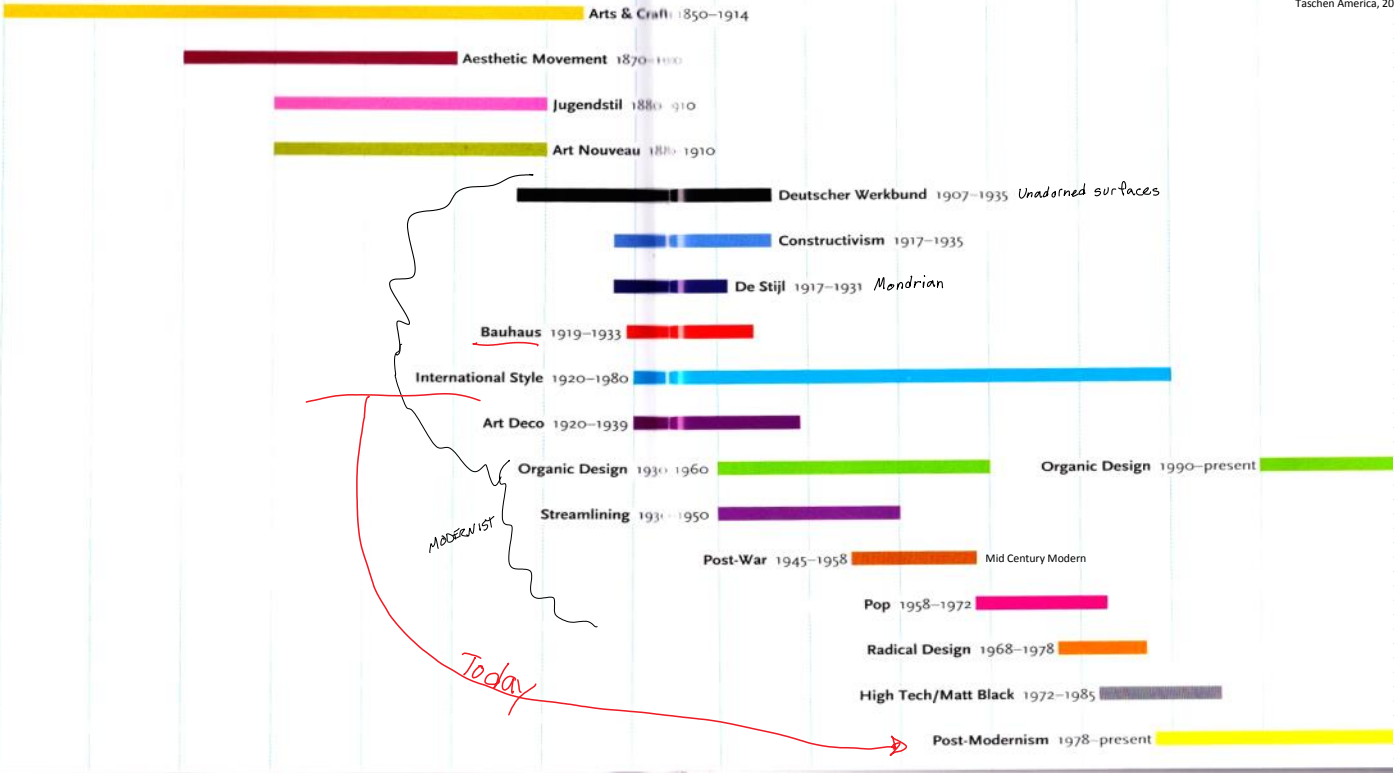 Taschen America, 20
Arts & Craft 1850–1914
Aesthetic Movement 1870–
Jugendstil 1880 910
Art Nouveau 1910
Deutscher Werkbund 1907–1935 Unadorned surfaces
Constructivism 1917–1935
De Stijl 1917–1931 Mondrian
Bauhaus 1919–1933
International Style 1920–1980
Art Deco 1920–1939
Organic Design 1930 1960 Organic Design 1990–present
Streamlining 1950
MODERNIST
Post-War 1945–1958 Mid Century Modern
Pop 1958–1972
Radical Design 1968–1978
Today
High Tech/Matt Black 1972–1985
Post-Modernism 1978–present